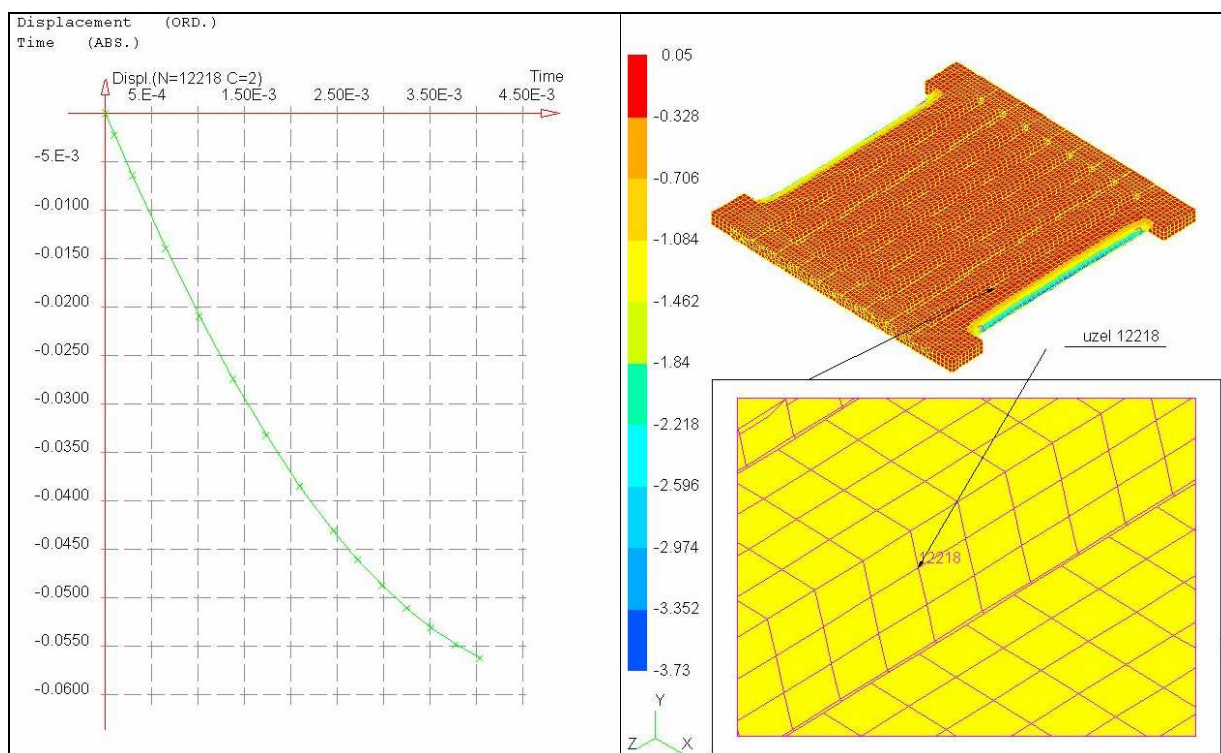 Displacement (ORD.)
Time (ABS.)
Displ.(N=12218 C=2)
Time
5.E-4 1.50E-3 2.50E-3 3.50E-3 4.50E-3
-5.E-3
-0.0100
-0.0150
-0.0200
-0.0250
-0.0300
-0.0350
-0.0400
-0.0450
-0.0500
-0.0550
-0.0600
0.05
-0.328
-0.706
-1.084
-1.462
-1.84
-2.218
-2.596
-2.974
-3.352
-3.73
uzel 12218
12218
Y
Z X